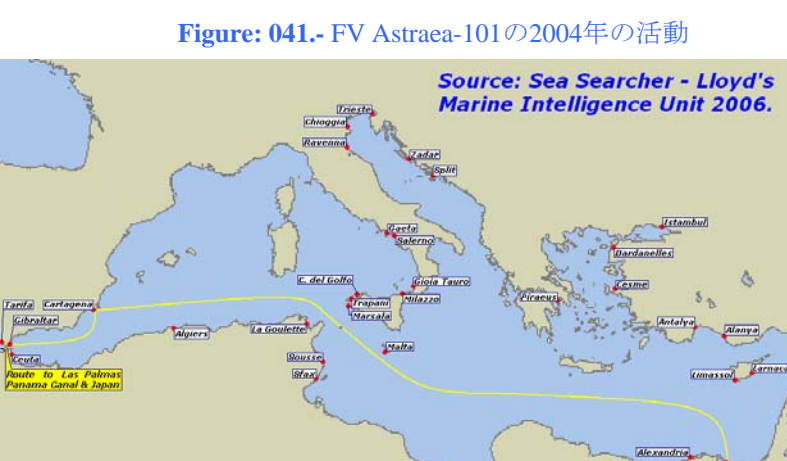 Figure: 041.- FV Astraea-101の2004年の活動
Source: Sea Searcher - Lloyd's
Marine Intelligence Unit 2006.
Trieste
Chioggia
Ravenna
Zadar
Split
Gaeta
Salerno
Istambul
Dardanelles
C. del Golfo
Gioia Tauro
Cesme
Tarifa
Cartagena
Trapani
Milazzo
Piraeus
Gibraltar
Marsala
La Goulette
Algiers
Antalya
Alanya
Ceuta
Malta
Sousse
Sfax
Route to Las Palmas
Panama Canal & Japan
Limassol
Larnaca
Alexandria